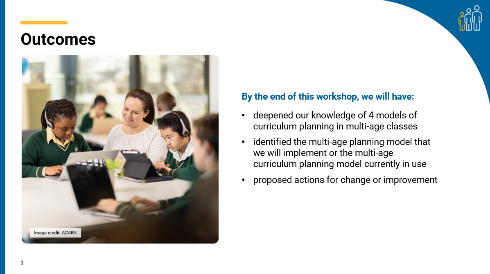 Outcomes
By the end of this workshop, we will have:
• deepened our knowledge of 4 models of
curriculum planning in multi-age classes
• identified the multi-age planning model that
we will implement or the multi-age
curriculum planning model currently in use
• proposed actions for change or improvement
Image credit: ACARA